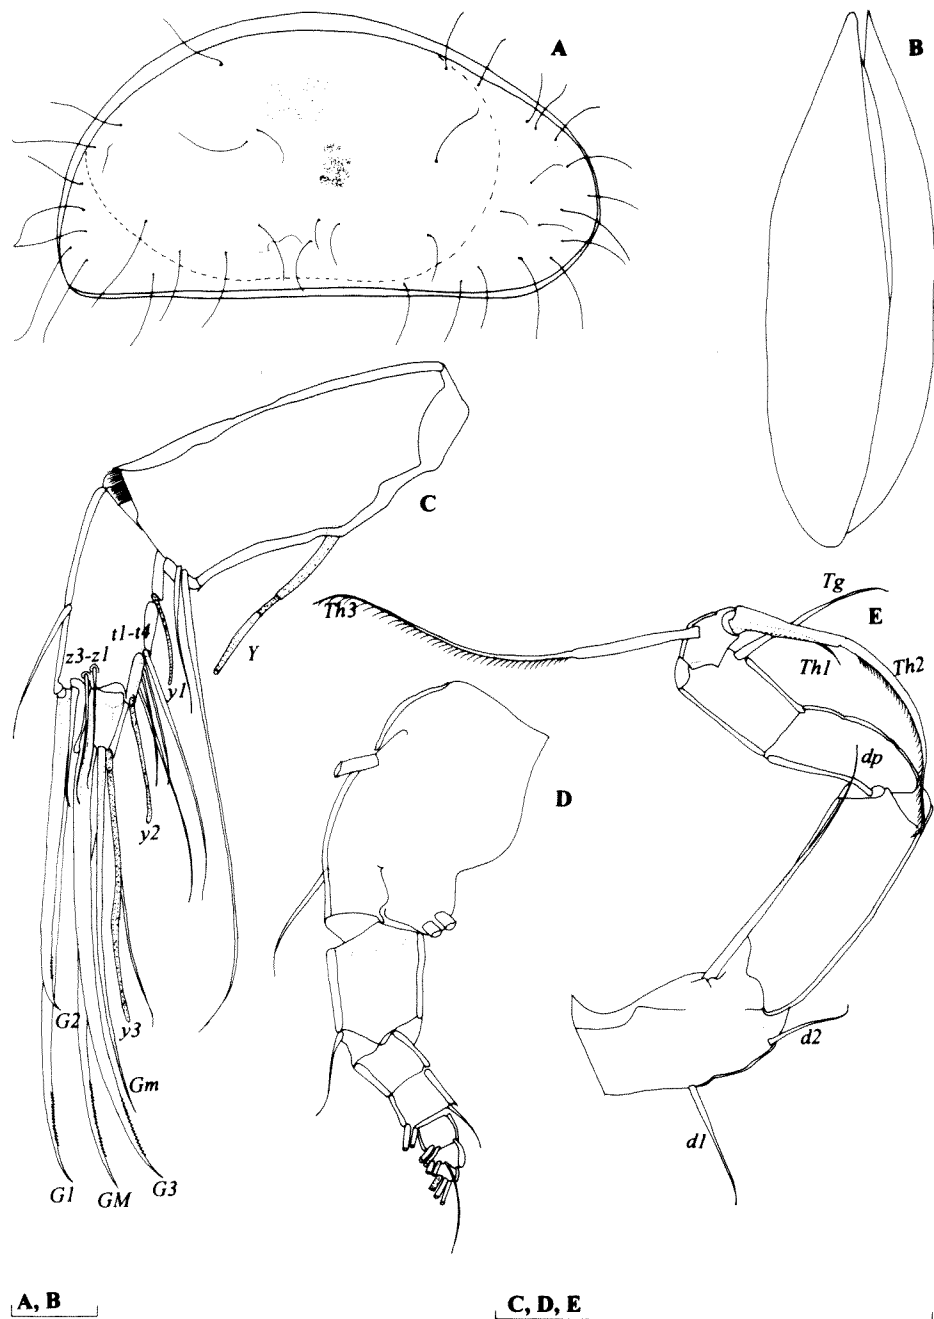 A
B
C
Y
t1-t4
z3-z1
y1
y2
G2
y3
Gm
G1
GM
G3
D
Tg
E
Th3
Th1
Th2
dp
d2
d1
A, B
C, D, E